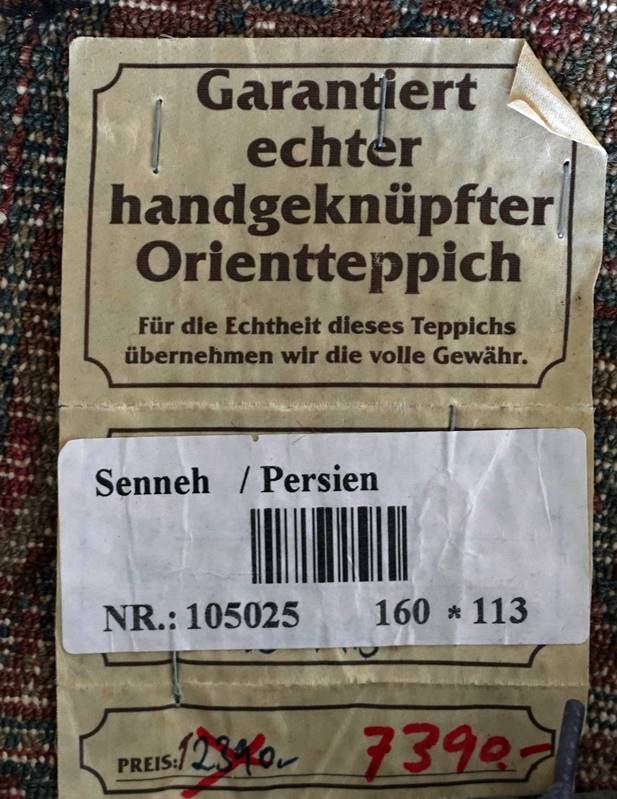 Garantiert
echter
handgeknüpfter
Orientteppich
Für die Echtheit dieses Teppichs
übernehmen wir die volle Gewähr.
Senneh / Persien
NR.: 105025 160 * 113
PREIS: 12390.- 7390.-